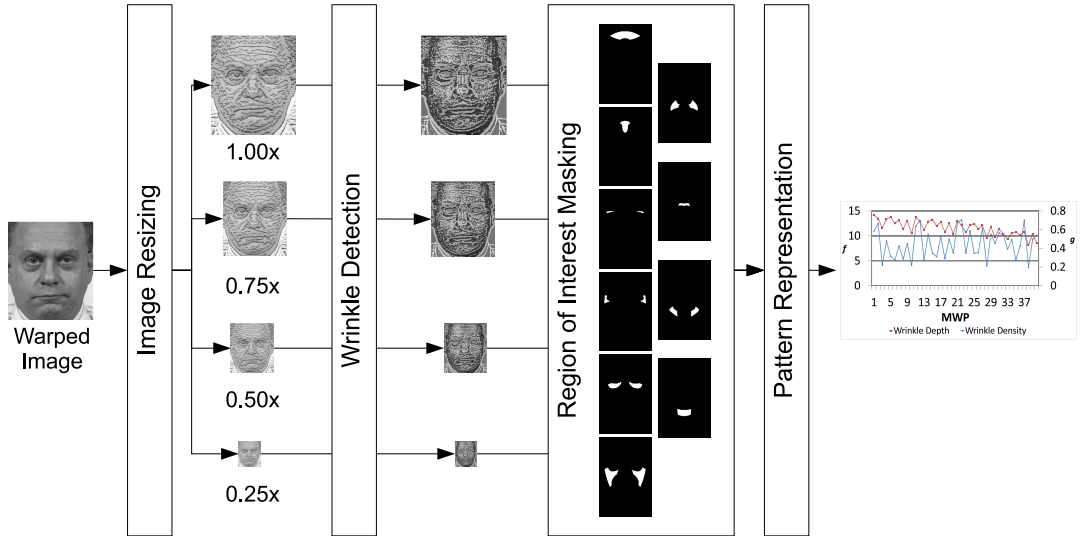 Warped
Image
Image Resizing
1.00x
0.75x
0.50x
0.25x
Wrinkle Detection
Region of Interest Masking
Pattern Representation
15
10
5
0
f
0.8
0.6
0.4
0.2
0
g
1 5 9 13 17 21 25 29 33 37
MWP
Wrinkle Depth Wrinkle Density